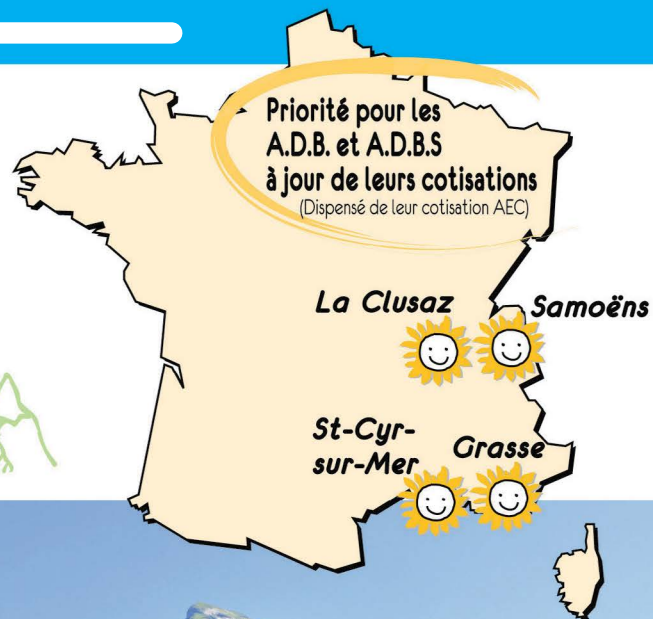 Priorité pour les
A.D.B. et A.D.B.S
à jour de leurs cotisations
(Dispensé de leur cotisation AEC)
La Clusaz
Samoëns
St-Cyr-
sur-Mer
Grasse